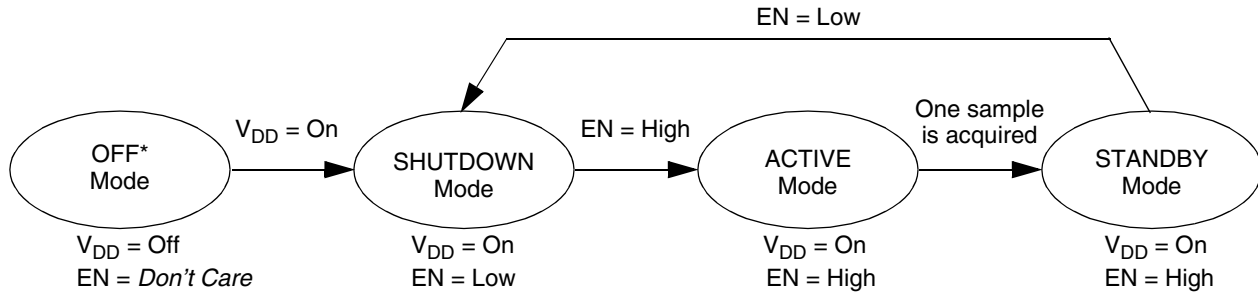 EN = Low
V_DD = On
EN = High
One sample
is acquired
OFF*
Mode
SHUTDOWN
Mode
ACTIVE
Mode
STANDBY
Mode
V_DD = Off
EN = Don't Care
V_DD = On
EN = Low
V_DD = On
EN = High
V_DD = On
EN = High